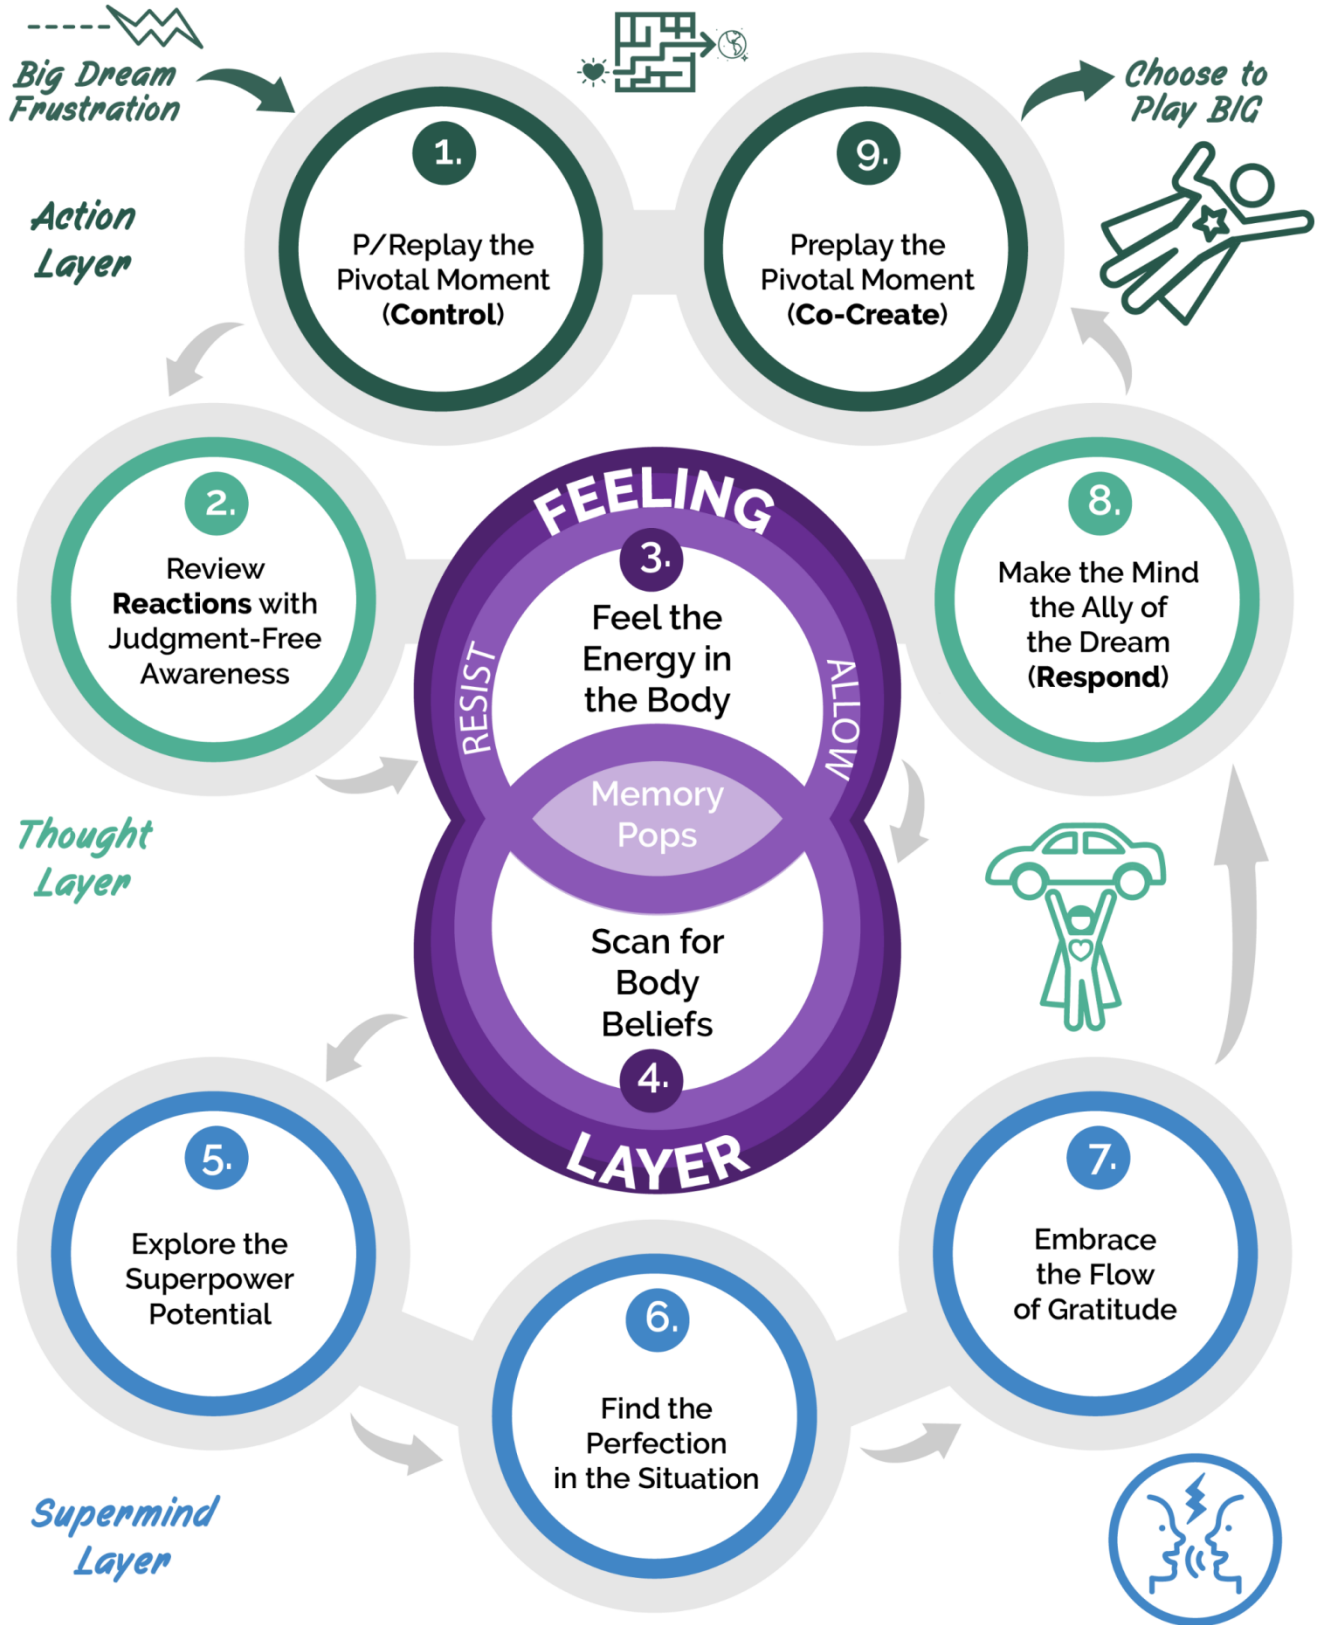 Big Dream
Frustration
Choose to
Play BIG
Action
Layer
1.
P/Replay the
Pivotal Moment
(Control)
9.
Preplay the
Pivotal Moment
(Co-Create)
2.
Review
Reactions with
Judgment-Free
Awareness
FEELING
3.
Feel the
Energy in
the Body
RESIST
ALLOW
Memory
Pops
Scan for
Body
Beliefs
4.
LAYER
8.
Make the Mind
the Ally of
the Dream
(Respond)
Thought
Layer
5.
Explore the
Superpower
Potential
6.
Find the
Perfection
in the Situation
7.
Embrace
the Flow
of Gratitude
Supermind
Layer